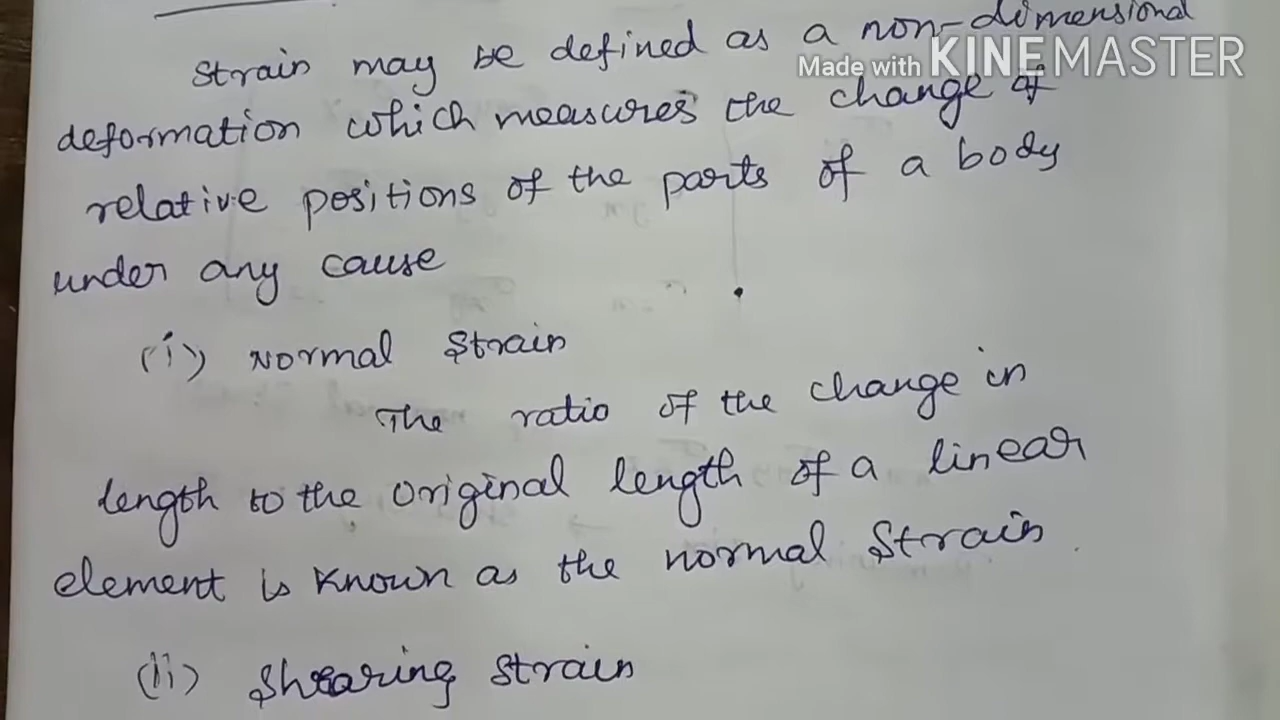 Strain may be defined as a non-dimensional
Made with KINEMASTER
deformation which measures the change of
relative positions of the parts of a body
under any cause
(i) Normal Strain
The ratio of the change in
length to the original length of a linear
element is known as the normal Strain
(ii) Shearing Strain